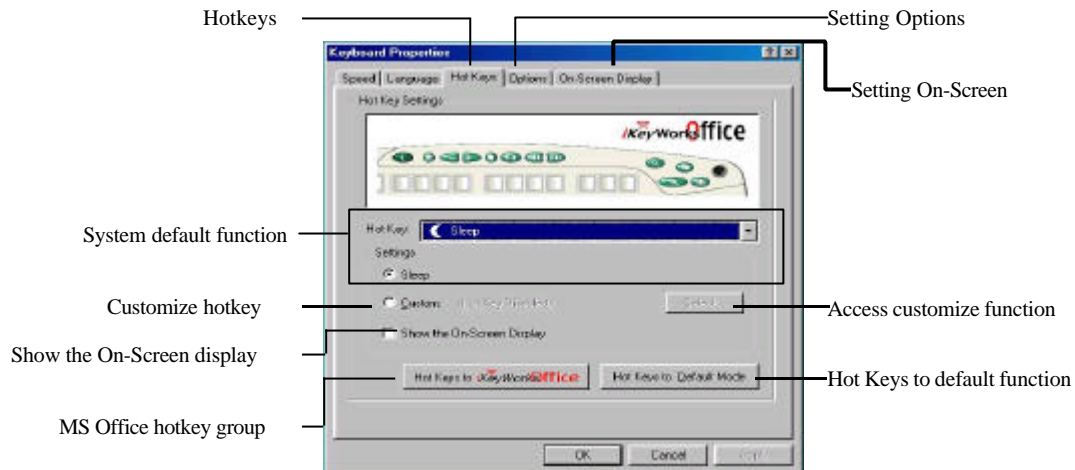 Hotkeys
Setting Options
Keyboard Properties
Speed Language Hot Keys Options On-Screen Display
Setting On-Screen
Hot Key Settings
iKeyWorks Office
System default function
Hot Key: Sleep
Settings
Sleep
Customize hotkey
Custom
Access customize function
Show the On-Screen display
Show the On-Screen Display
Hot Keys to iKeyWorks Office
Hot Keys to Default Mode
Hot Keys to default function
MS Office hotkey group
OK Cancel